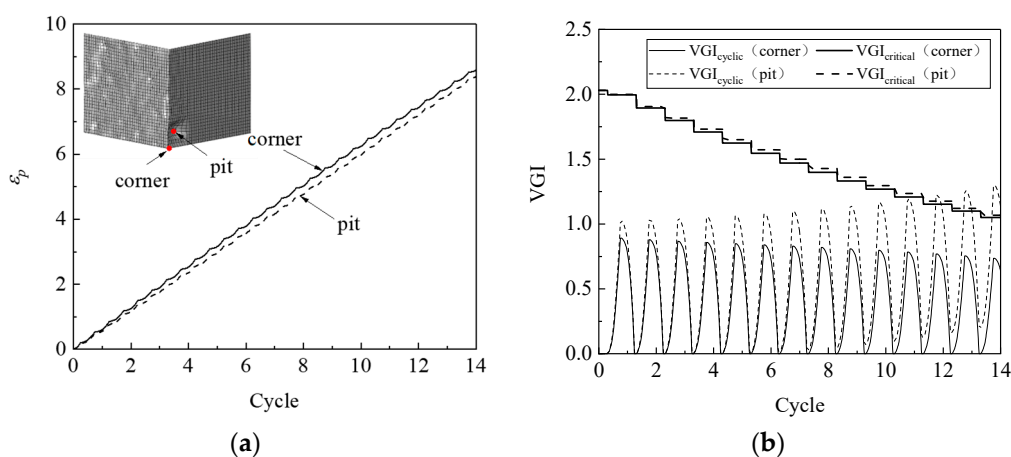 10
8
6
4
2
0
ε_p
corner
pit
corner
pit
0 2 4 6 8 10 12 14
Cycle
(a)
2.5
2.0
1.5
1.0
0.5
0.0
VGI
VGI_cyclic (corner) VGI_critical (corner)
VGI_cyclic (pit) VGI_critical (pit)
0 2 4 6 8 10 12 14
Cycle
(b)